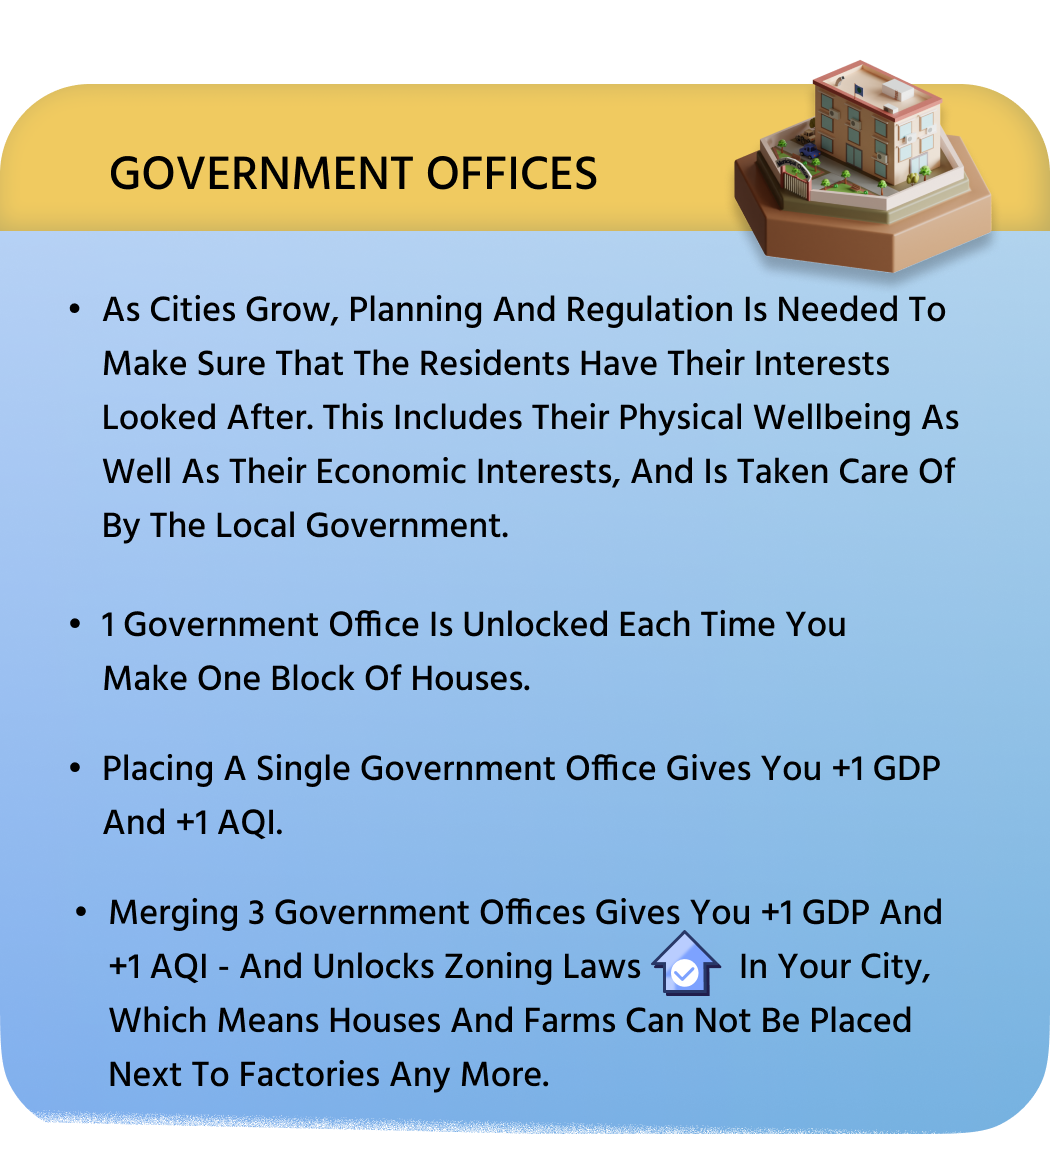 GOVERNMENT OFFICES
• As Cities Grow, Planning And Regulation Is Needed To
Make Sure That The Residents Have Their Interests
Looked After. This Includes Their Physical Wellbeing As
Well As Their Economic Interests, And Is Taken Care Of
By The Local Government.
• 1 Government Office Is Unlocked Each Time You
Make One Block Of Houses.
• Placing A Single Government Office Gives You +1 GDP
And +1 AQI.
• Merging 3 Government Offices Gives You +1 GDP And
+1 AQI - And Unlocks Zoning Laws In Your City,
Which Means Houses And Farms Can Not Be Placed
Next To Factories Any More.